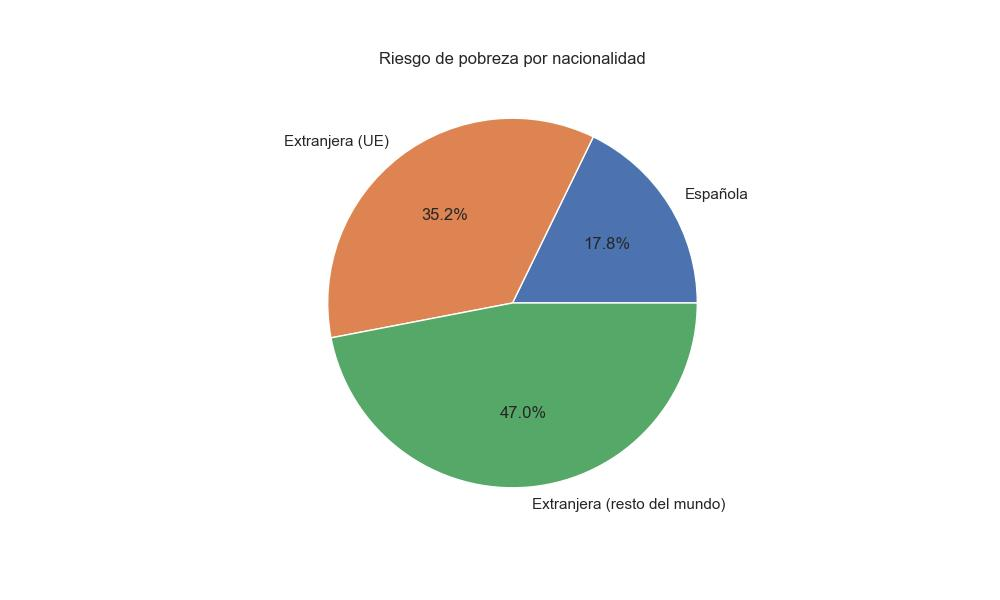 Riesgo de pobreza por nacionalidad
Extranjera (UE)
Española
35.2%
17.8%
47.0%
Extranjera (resto del mundo)